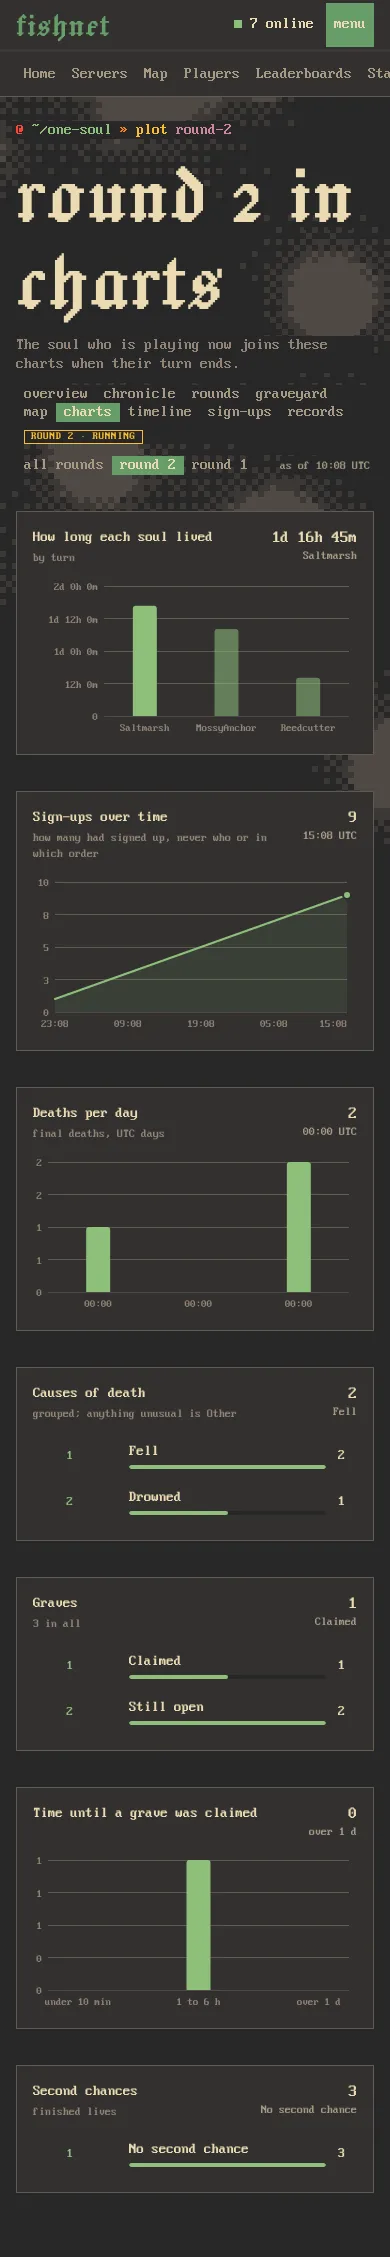 fishnet
7 online menu
Home Servers Map Players Leaderboards Sta
@ ~/one-soul » plot round-2
round 2 in
charts
The soul who is playing now joins these
charts when their turn ends.
overview chronicle rounds graveyard
map charts timeline sign-ups records
ROUND 2 · RUNNING
all rounds round 2 round 1 as of 10:08 UTC
How long each soul lived 1d 16h 45m
by turn Saltmarsh
2d 0h 0m
1d 12h 0m
1d 0h 0m
12h 0m
0
Saltmarsh MossyAnchor Reedcutter
Sign-ups over time 9
how many had signed up, never who or in 15:08 UTC
which order
10
8
5
3
0
23:08 09:08 19:08 05:08 15:08
Deaths per day 2
final deaths, UTC days 00:00 UTC
2
2
1
1
0
00:00 00:00 00:00
Causes of death 2
grouped; anything unusual is Other Fell
1 Fell 2
2 Drowned 1
Graves 1
3 in all Claimed
1 Claimed 1
2 Still open 2
Time until a grave was claimed 0
over 1 d
1
1
1
0
0
under 10 min 1 to 6 h over 1 d
Second chances 3
finished lives No second chance
1 No second chance 3